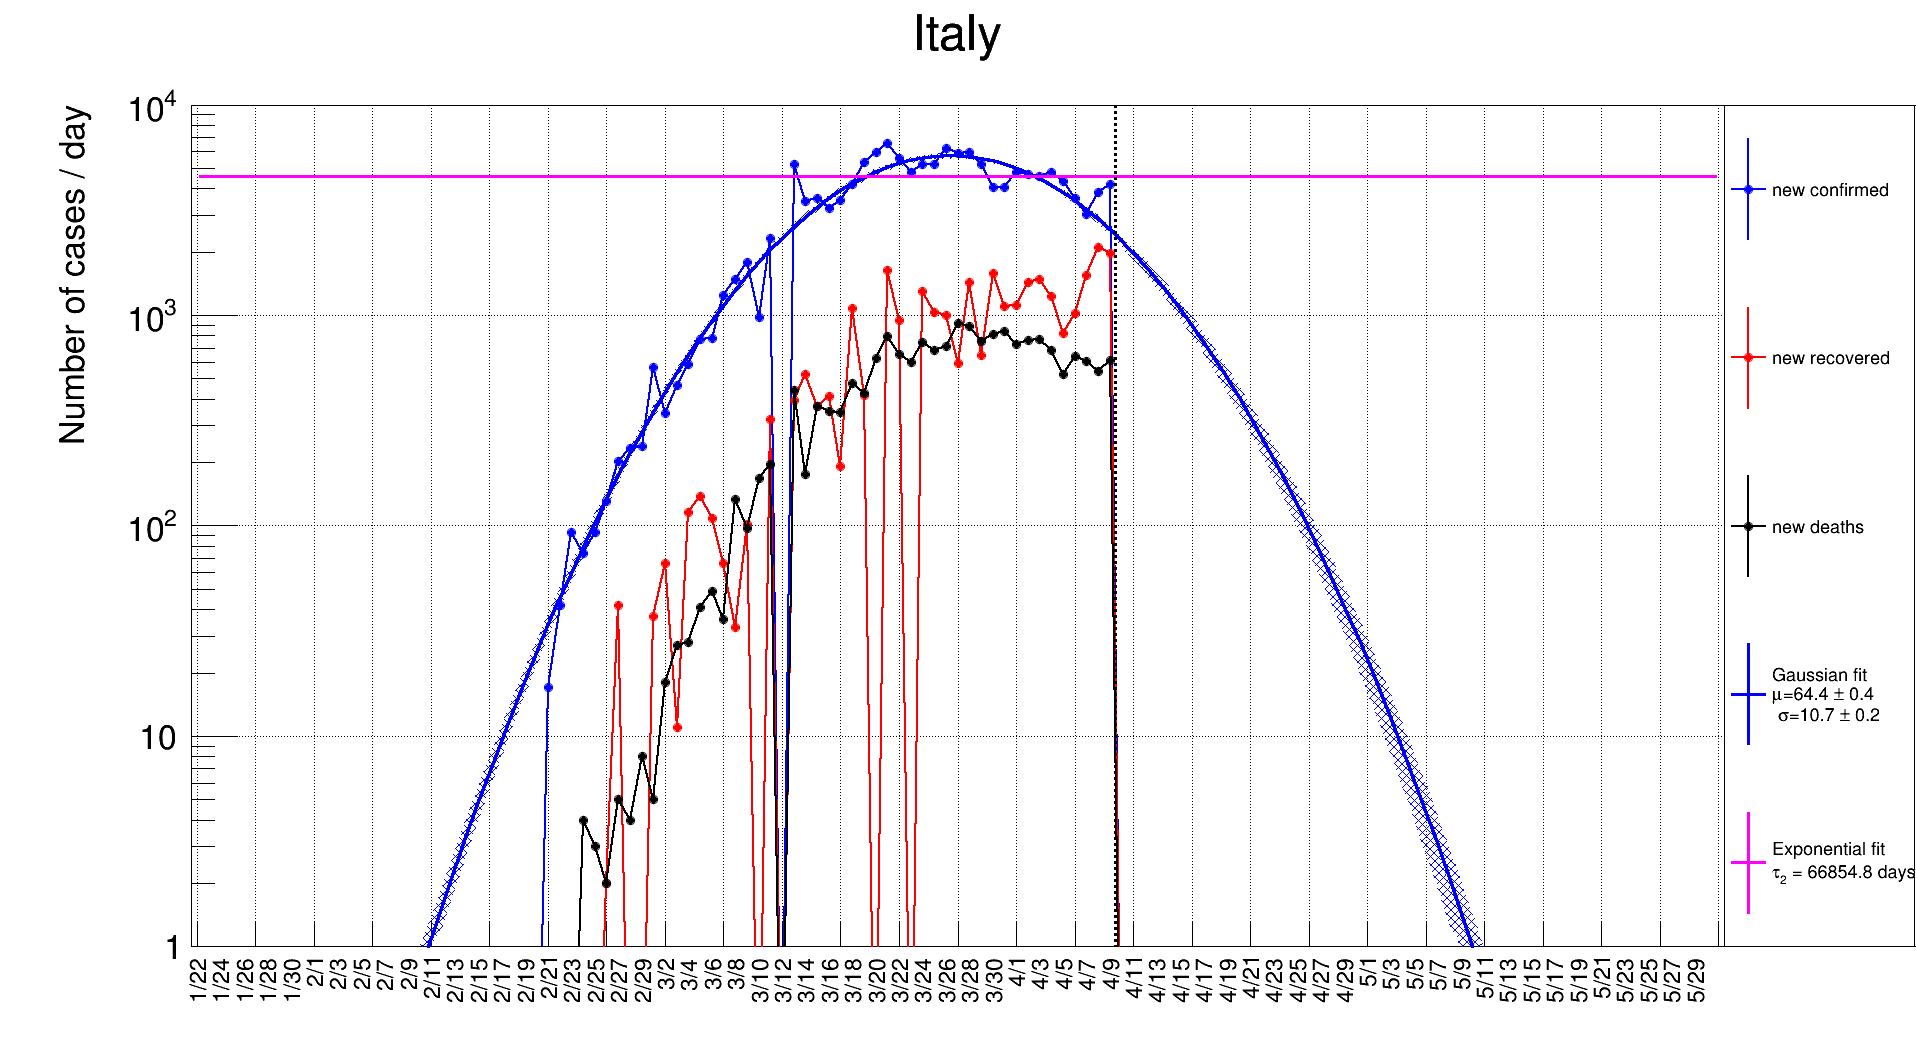 Italy
Number of cases / day
10^4
10^3
10^2
10
1
1/22 1/24 1/26 1/28 1/30 2/1 2/3 2/5 2/7 2/9 2/11 2/13 2/15 2/17 2/19 2/21 2/23 2/25 2/27 2/29 3/2 3/4 3/6 3/8 3/10 3/12 3/14 3/16 3/18 3/20 3/22 3/24 3/26 3/28 3/30 4/1 4/3 4/5 4/7 4/9 4/11 4/13 4/15 4/17 4/19 4/21 4/23 4/25 4/27 4/29 5/1 5/3 5/5 5/7 5/9 5/11 5/13 5/15 5/17 5/19 5/21 5/23 5/25 5/27 5/29
new confirmed
new recovered
new deaths
Gaussian fit
μ=64.4 ± 0.4
σ=10.7 ± 0.2
Exponential fit
τ₂ = 66854.8 days